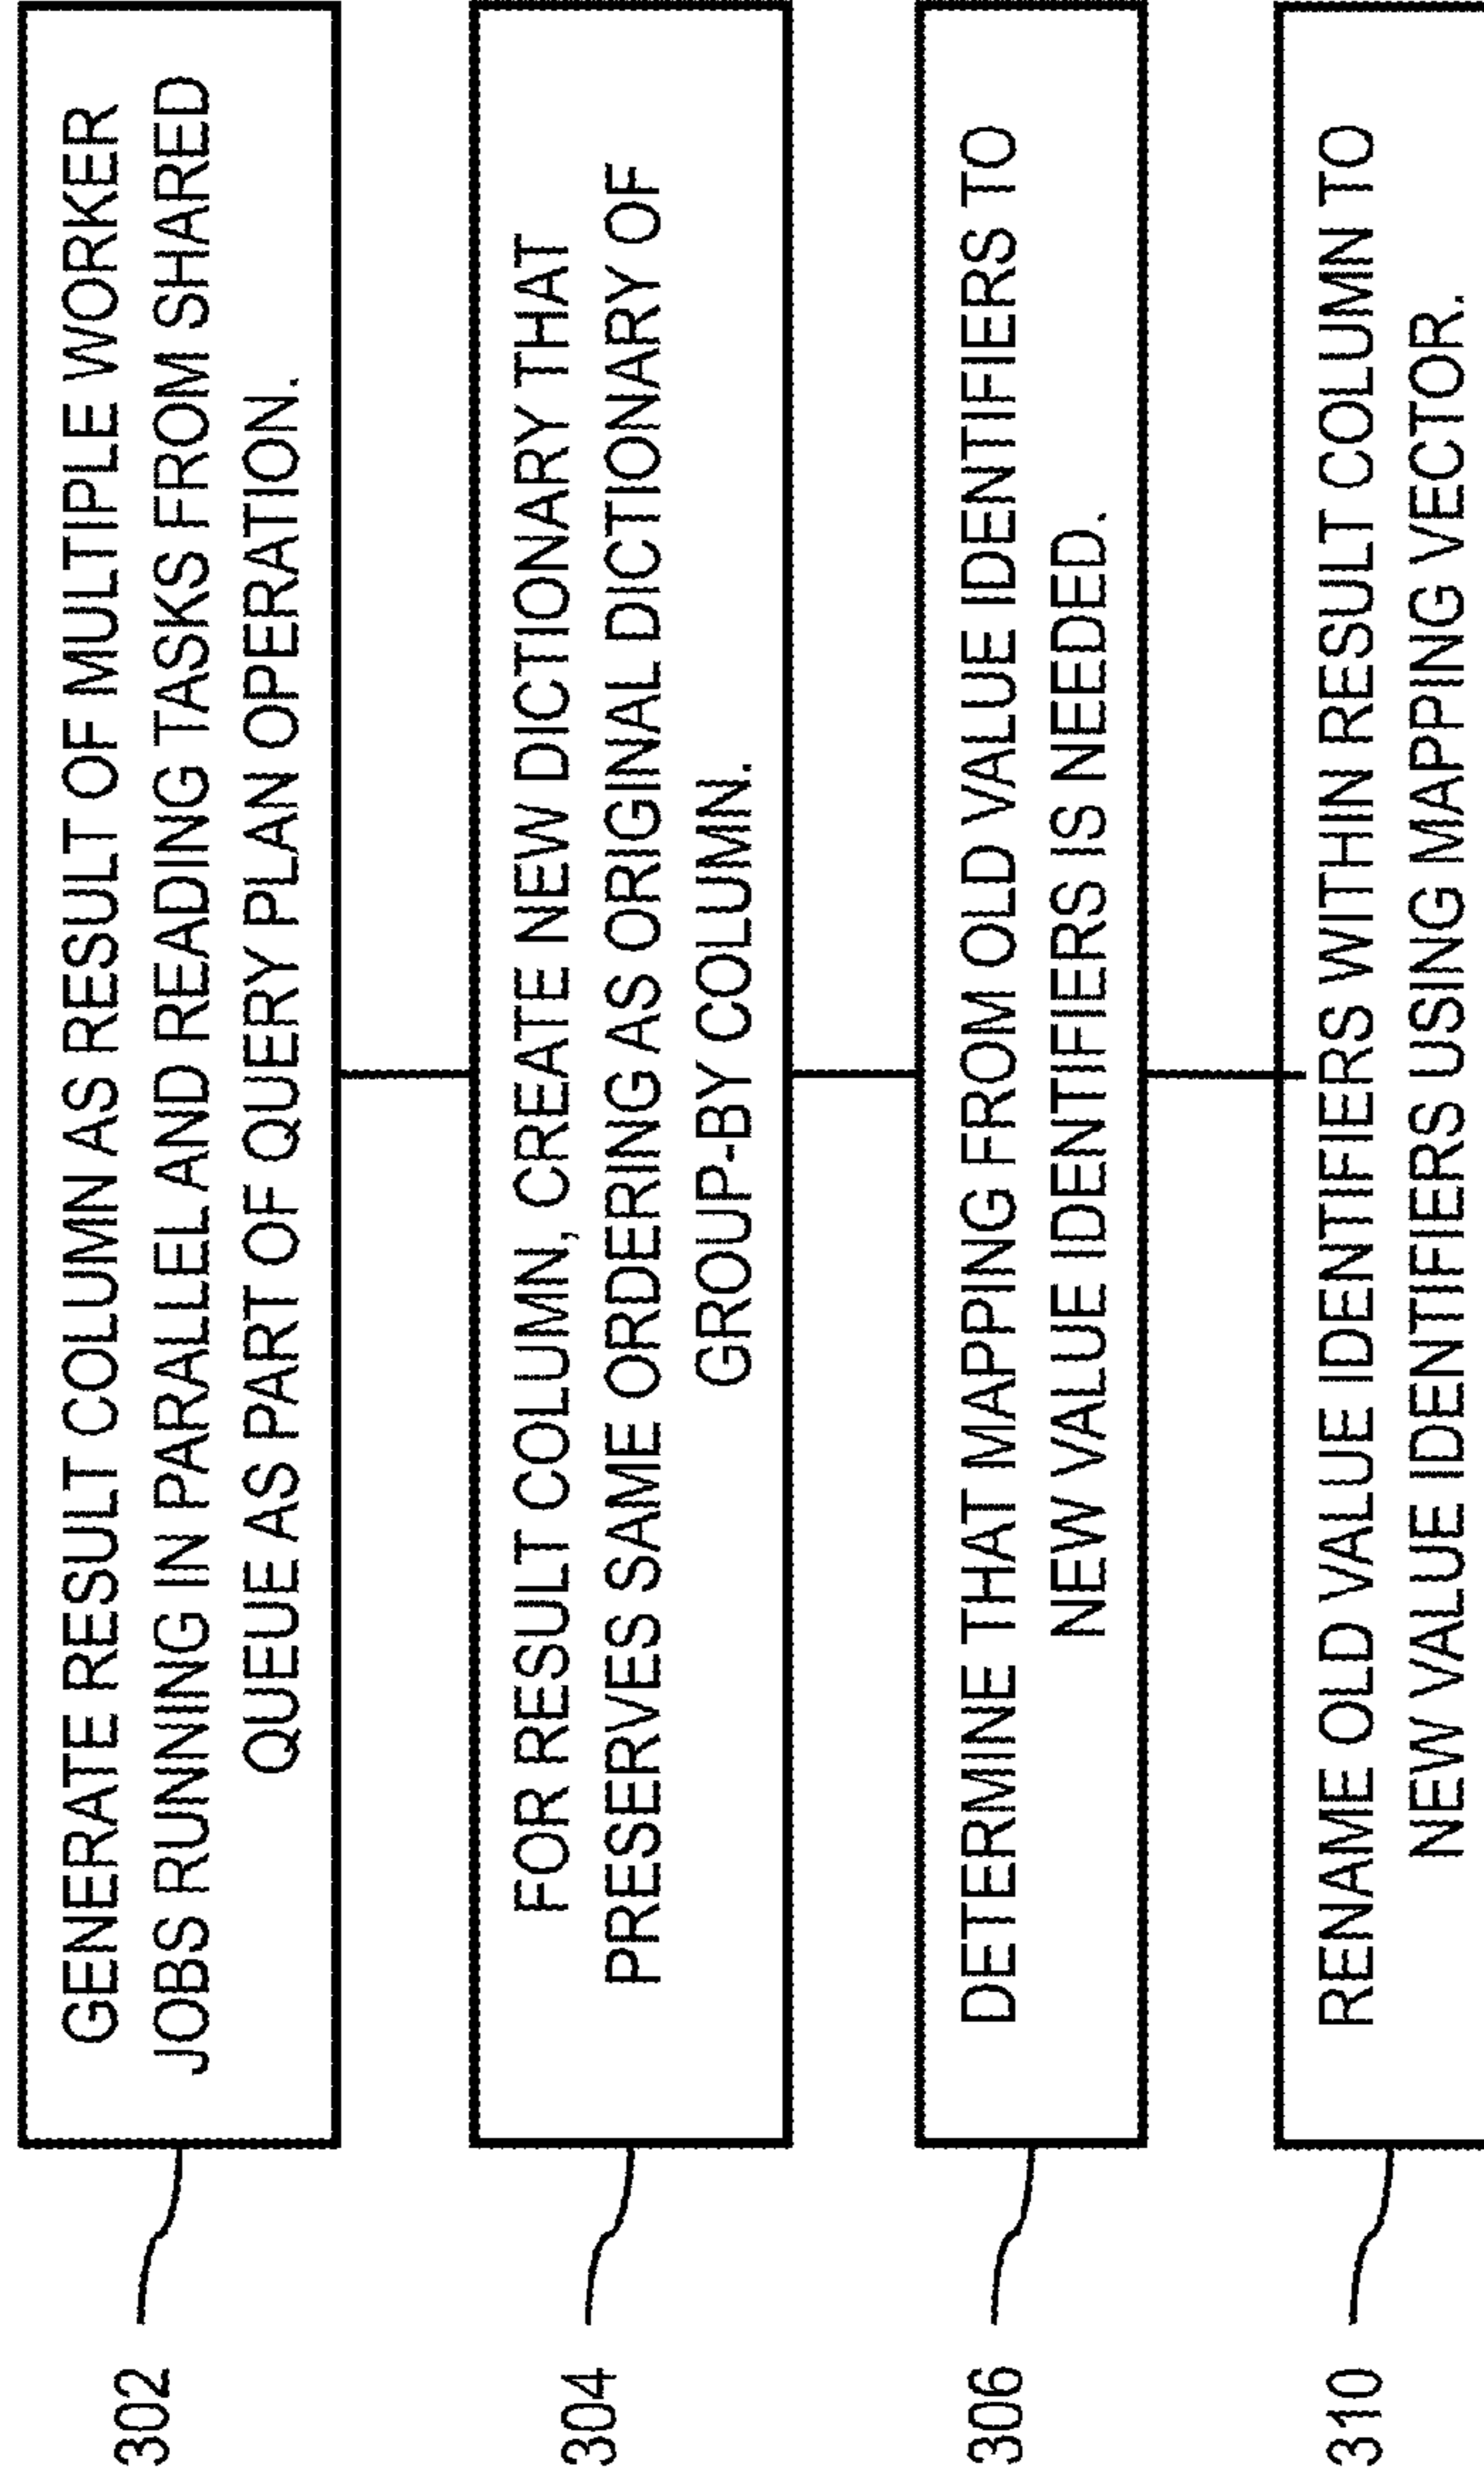 302
GENERATE RESULT COLUMN AS RESULT OF MULTIPLE WORKER
JOBS RUNNING IN PARALLEL AND READING TASKS FROM SHARED
QUEUE AS PART OF QUERY PLAN OPERATION.
304
FOR RESULT COLUMN, CREATE NEW DICTIONARY THAT
PRESERVES SAME ORDERING AS ORIGINAL DICTIONARY OF
GROUP-BY COLUMN.
306
DETERMINE THAT MAPPING FROM OLD VALUE IDENTIFIERS TO
NEW VALUE IDENTIFIERS IS NEEDED.
310
RENAME OLD VALUE IDENTIFIERS WITHIN RESULT COLUMN TO
NEW VALUE IDENTIFIERS USING MAPPING VECTOR.